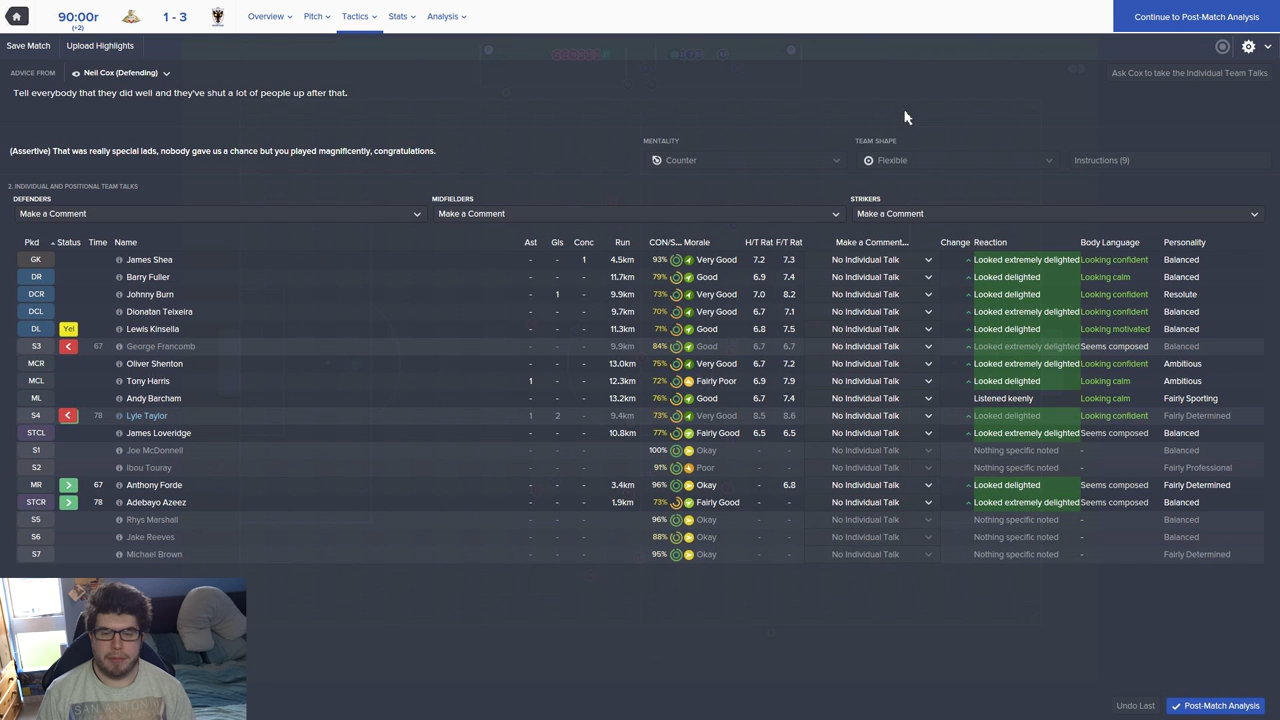 90:00r
(+2)
1 - 3
Overview
Pitch
Tactics
Stats
Analysis
Continue to Post-Match Analysis
Save Match
Upload Highlights
ADVICE FROM
Neil Cox (Defending)
Ask Cox to take the Individual Team Talks
Tell everybody that they did well and they've shut a lot of people up after that.
(Assertive) That was really special lads, nobody gave us a chance but you played magnificently, congratulations.
MENTALITY
Counter
TEAM SHAPE
Flexible
Instructions (9)
2. INDIVIDUAL AND POSITIONAL TEAM TALKS
DEFENDERS
Make a Comment
MIDFIELDERS
Make a Comment
STRIKERS
Make a Comment
Pkd Status Time Name Ast Gls Conc Run CON/S... Morale H/T Rat F/T Rat Make a Comment... Change Reaction Body Language Personality
GK James Shea - - 1 4.5km 93% Very Good 7.2 7.3 No Individual Talk Looked extremely delighted Looking confident Balanced
DR Barry Fuller - - - 11.7km 79% Good 6.9 7.4 No Individual Talk Looked delighted Looking calm Balanced
DCR Johnny Burn - 1 - 9.9km 73% Very Good 7.0 8.2 No Individual Talk Looked delighted Looking confident Resolute
DCL Dionatan Teixeira - - - 9.7km 70% Very Good 6.7 7.1 No Individual Talk Looked extremely delighted Looking confident Balanced
DL Yel Lewis Kinsella - - - 11.3km 71% Good 6.8 7.5 No Individual Talk Looked delighted Looking motivated Balanced
S3 67 George Francomb - - - 9.9km 84% Good 6.7 6.7 No Individual Talk Looked extremely delighted Seems composed Balanced
MCR Oliver Shenton - - - 13.0km 75% Very Good 6.7 7.2 No Individual Talk Looked extremely delighted Looking confident Ambitious
MCL Tony Harris 1 - - 12.3km 72% Fairly Poor 6.9 7.9 No Individual Talk Looked delighted Looking calm Ambitious
ML Andy Barcham - - - 13.2km 76% Good 6.7 7.4 No Individual Talk Listened keenly Looking calm Fairly Sporting
S4 78 Lyle Taylor 1 2 - 9.4km 73% Very Good 8.5 8.6 No Individual Talk Looked delighted Looking confident Fairly Determined
STCL James Loveridge - - - 10.8km 77% Fairly Good 6.5 6.5 No Individual Talk Looked extremely delighted Seems composed Balanced
S1 Joe McDonnell - - - 100% Okay - - No Individual Talk Nothing specific noted - Balanced
S2 Ibou Touray - - - 91% Poor - - No Individual Talk Nothing specific noted - Fairly Professional
MR 67 Anthony Forde - - - 3.4km 96% Okay - 6.8 No Individual Talk Looked delighted Seems composed Fairly Determined
STCR 78 Adebayo Azeez - - - 1.9km 73% Fairly Good - - No Individual Talk Looked extremely delighted Seems composed Balanced
S5 Rhys Marshall - - - 96% Okay - - No Individual Talk Nothing specific noted - Balanced
S6 Jake Reeves - - - 88% Okay - - No Individual Talk Nothing specific noted - Balanced
S7 Michael Brown - - - 95% Okay - - No Individual Talk Nothing specific noted - Fairly Determined
SAN ANTONIO
Undo Last
Post-Match Analysis